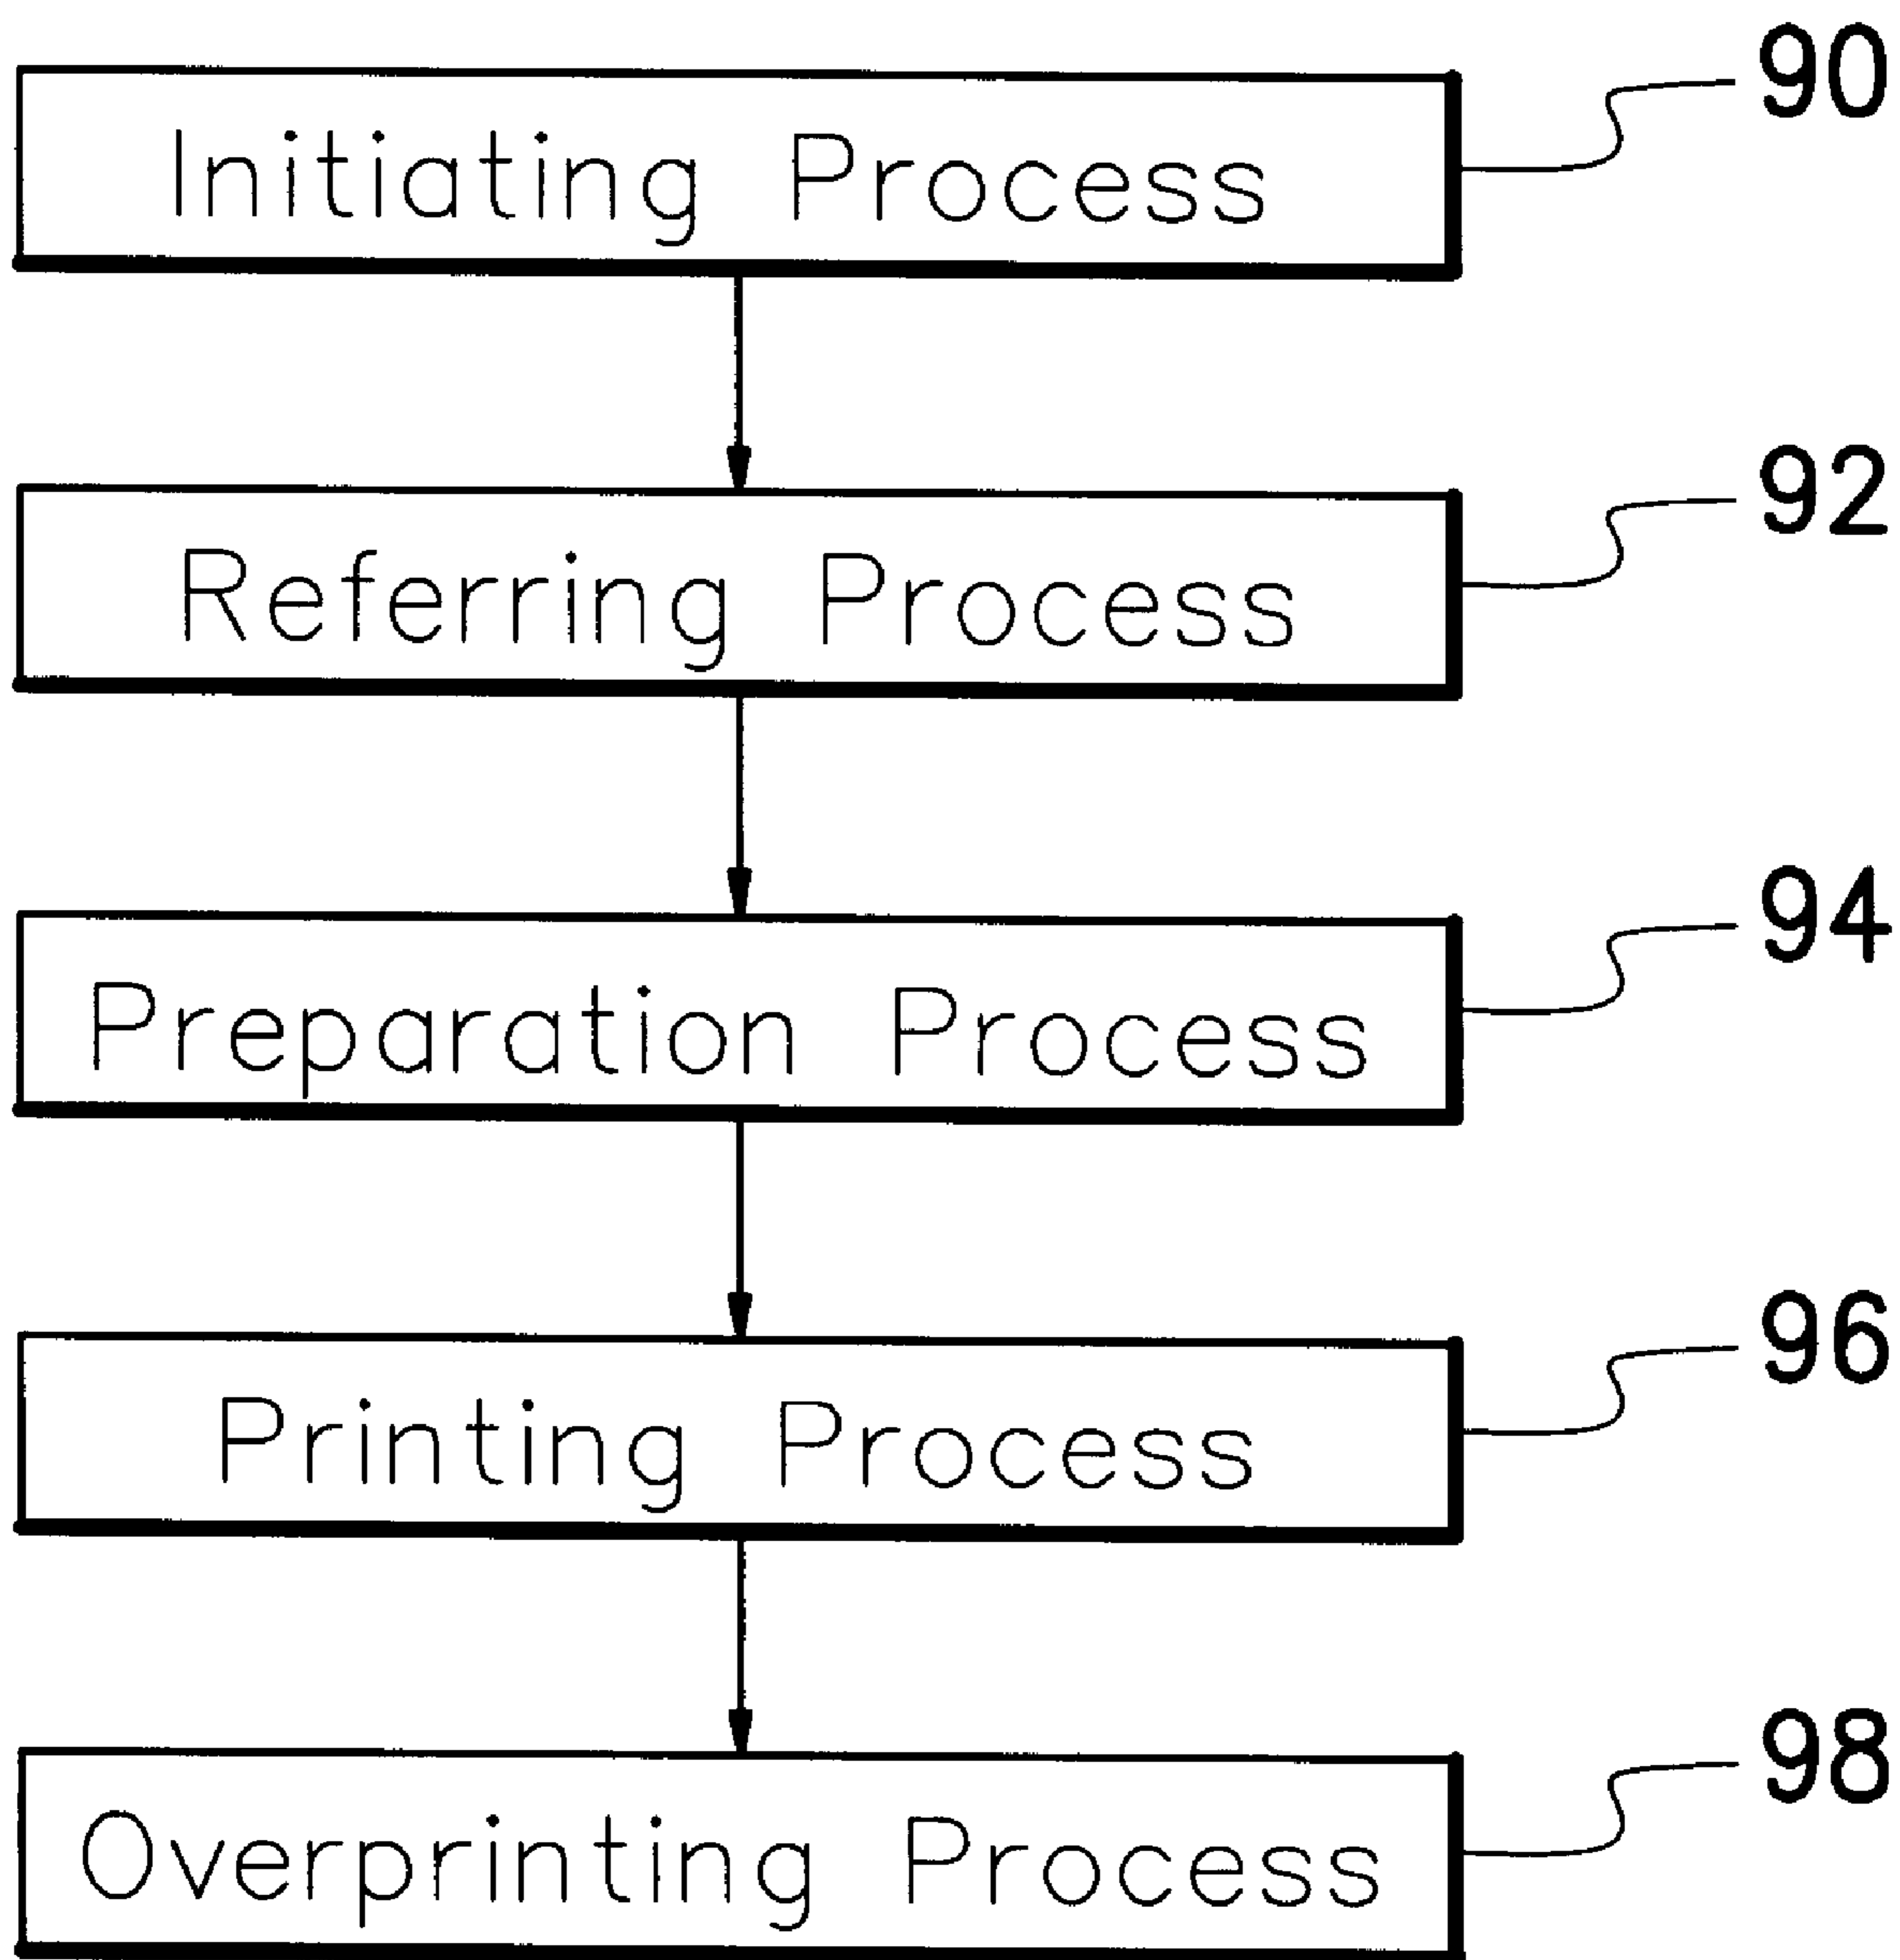 Initiating Process 90
Referring Process 92
Preparation Process 94
Printing Process 96
Overprinting Process 98